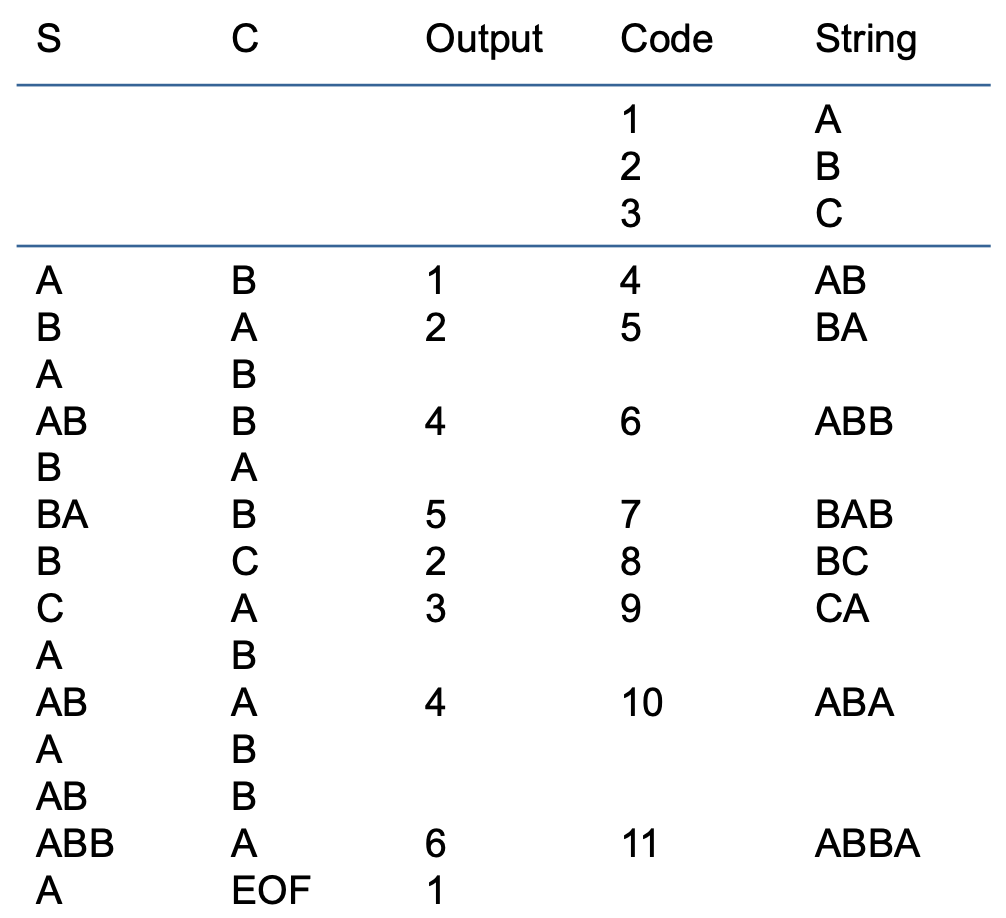 S C Output Code String
1 A
2 B
3 C
A B 1 4 AB
B A 2 5 BA
A B
AB B 4 6 ABB
B A
BA B 5 7 BAB
B C 2 8 BC
C A 3 9 CA
A B
AB A 4 10 ABA
A B
AB B
ABB A 6 11 ABBA
A EOF 1